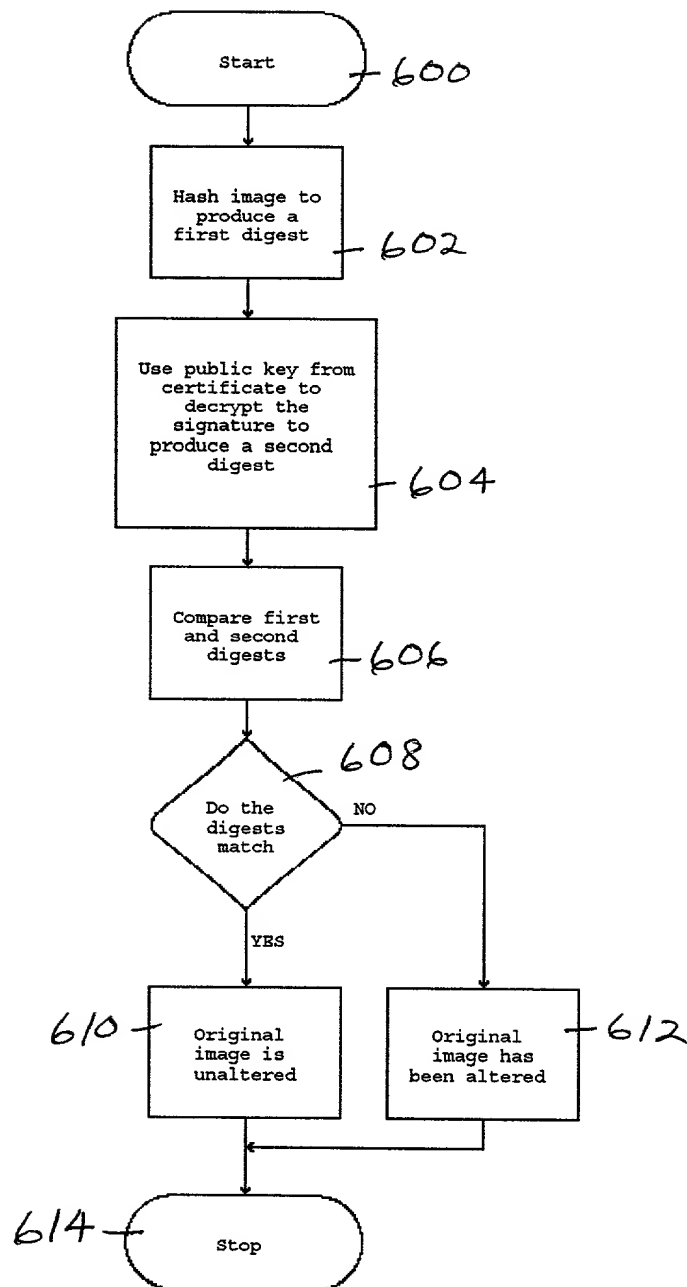 Start
600
Hash image to
produce a
first digest
602
Use public key from
certificate to
decrypt the
signature to
produce a second
digest
604
Compare first
and second
digests
606
608
Do the
digests
match
NO
YES
610
Original
image is
unaltered
Original
image has
been altered
612
614
Stop